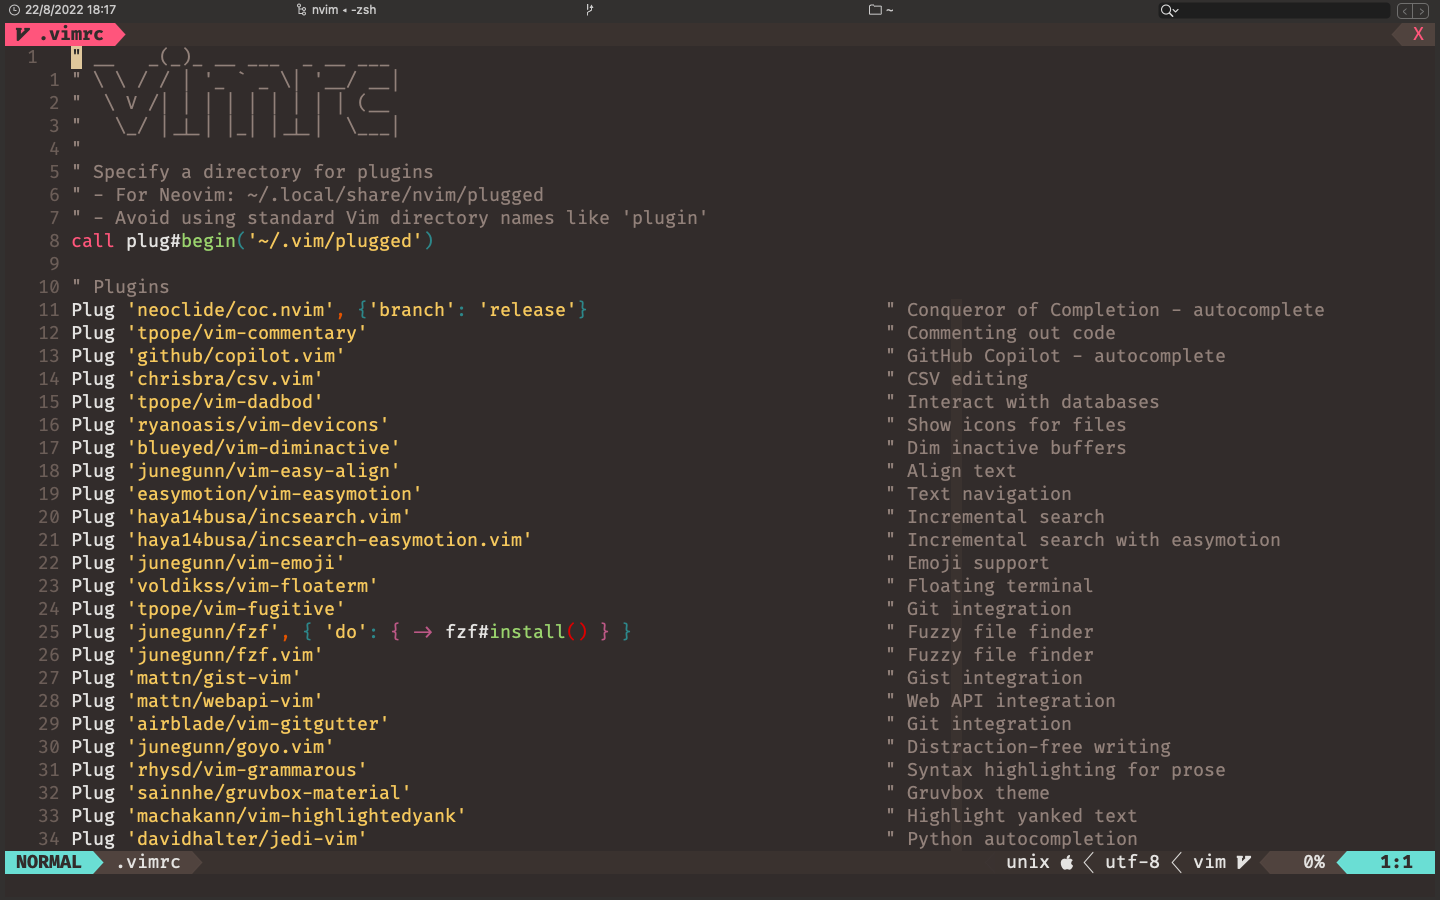 22/8/2022 18:17 nvim ◂ -zsh ~
.vimrc X
1 " __   _(_)_ __ ___  _ __ ___
1 " \ \ / / | '_ ` _ \| '__/ __|
2 "  \ V /| | | | | | | | | (__
3 "   \_/ |_|_| |_| |_|_|  \___|
4 "
5 " Specify a directory for plugins
6 " - For Neovim: ~/.local/share/nvim/plugged
7 " - Avoid using standard Vim directory names like 'plugin'
8 call plug#begin('~/.vim/plugged')
9
10 " Plugins
11 Plug 'neoclide/coc.nvim', {'branch': 'release'} " Conqueror of Completion - autocomplete
12 Plug 'tpope/vim-commentary' " Commenting out code
13 Plug 'github/copilot.vim' " GitHub Copilot - autocomplete
14 Plug 'chrisbra/csv.vim' " CSV editing
15 Plug 'tpope/vim-dadbod' " Interact with databases
16 Plug 'ryanoasis/vim-devicons' " Show icons for files
17 Plug 'blueyed/vim-diminactive' " Dim inactive buffers
18 Plug 'junegunn/vim-easy-align' " Align text
19 Plug 'easymotion/vim-easymotion' " Text navigation
20 Plug 'haya14busa/incsearch.vim' " Incremental search
21 Plug 'haya14busa/incsearch-easymotion.vim' " Incremental search with easymotion
22 Plug 'junegunn/vim-emoji' " Emoji support
23 Plug 'voldikss/vim-floaterm' " Floating terminal
24 Plug 'tpope/vim-fugitive' " Git integration
25 Plug 'junegunn/fzf', { 'do': { -> fzf#install() } } " Fuzzy file finder
26 Plug 'junegunn/fzf.vim' " Fuzzy file finder
27 Plug 'mattn/gist-vim' " Gist integration
28 Plug 'mattn/webapi-vim' " Web API integration
29 Plug 'airblade/vim-gitgutter' " Git integration
30 Plug 'junegunn/goyo.vim' " Distraction-free writing
31 Plug 'rhysd/vim-grammarous' " Syntax highlighting for prose
32 Plug 'sainnhe/gruvbox-material' " Gruvbox theme
33 Plug 'machakann/vim-highlightedyank' " Highlight yanked text
34 Plug 'davidhalter/jedi-vim' " Python autocompletion
NORMAL .vimrc unix utf-8 vim 0% 1:1